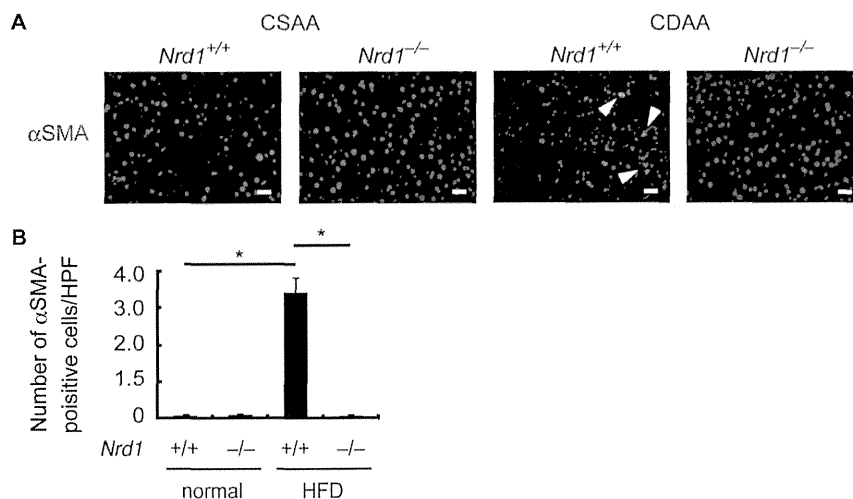 A
CSAA
CDAA
Nrd1+/+
Nrd1–/–
Nrd1+/+
Nrd1–/–
αSMA
B
Number of αSMA-
poisitive cells/HPF
*
*
4.0
3.0
2.0
1.5
0
Nrd1
+/+
–/–
+/+
–/–
normal
HFD